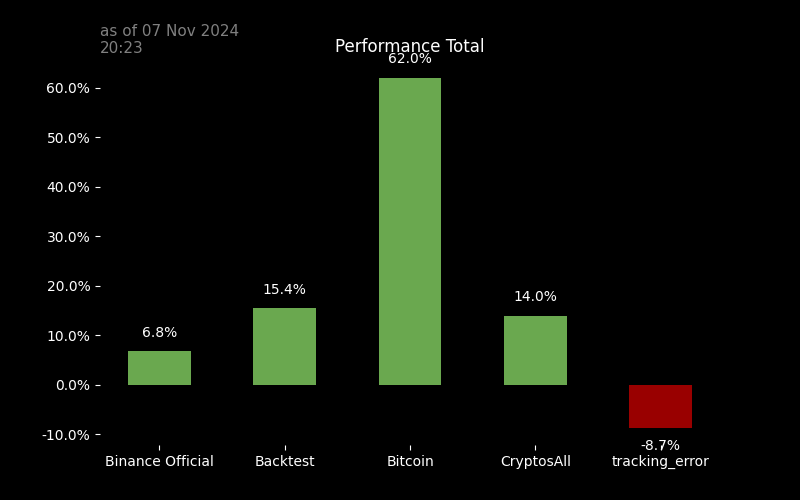 as of 07 Nov 2024
20:23
Performance Total
62.0%
60.0%
50.0%
40.0%
30.0%
20.0%
15.4%
14.0%
10.0%
6.8%
0.0%
-10.0%
-8.7%
Binance Official
Backtest
Bitcoin
CryptosAll
tracking_error